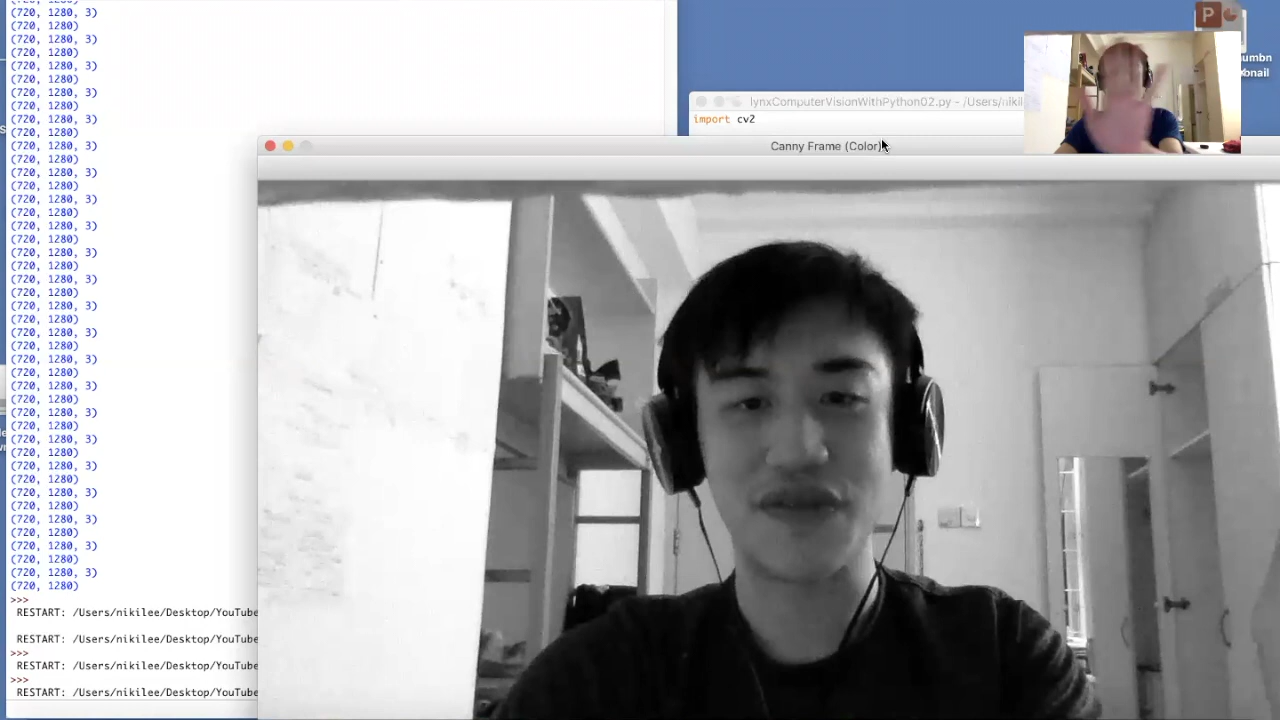 (720, 1280, 3)
(720, 1280)
(720, 1280, 3)
(720, 1280)
(720, 1280, 3)
(720, 1280)
(720, 1280, 3)
(720, 1280)
(720, 1280, 3)
(720, 1280)
(720, 1280, 3)
(720, 1280)
(720, 1280, 3)
(720, 1280)
(720, 1280, 3)
(720, 1280)
(720, 1280, 3)
(720, 1280)
(720, 1280, 3)
(720, 1280)
(720, 1280, 3)
(720, 1280)
(720, 1280, 3)
(720, 1280)
(720, 1280, 3)
(720, 1280)
(720, 1280, 3)
(720, 1280)
(720, 1280, 3)
(720, 1280)
(720, 1280, 3)
(720, 1280)
(720, 1280, 3)
(720, 1280)
(720, 1280, 3)
(720, 1280)
(720, 1280, 3)
(720, 1280)
(720, 1280, 3)
(720, 1280)
(720, 1280, 3)
(720, 1280)
(720, 1280, 3)
(720, 1280)
>>>
RESTART: /Users/nikilee/Desktop/YouTube
RESTART: /Users/nikilee/Desktop/YouTube
>>>
RESTART: /Users/nikilee/Desktop/YouTube
>>>
RESTART: /Users/nikilee/Desktop/YouTube
lynxComputerVisionWithPython02.py - /Users/nikil
import cv2
Canny Frame (Color)
P
umbn
bnail